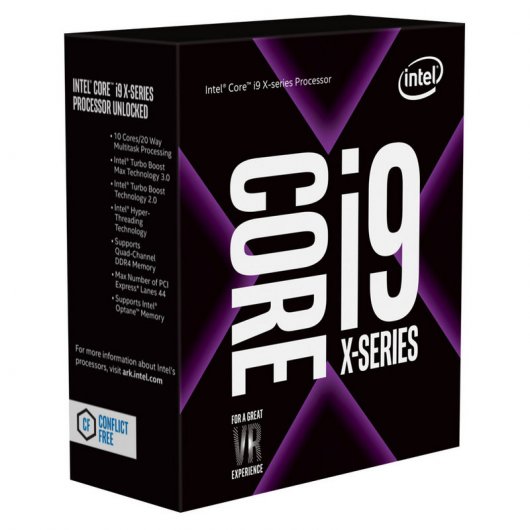 INTEL® CORE™ i9 X-SERIES
PROCESSOR UNLOCKED
• 10 Cores/20 Way
Multitask Processing
• Intel® Turbo Boost
Max Technology 3.0
• Intel® Turbo Boost
Technology 2.0
• Intel® Hyper-
Threading
Technology
• Supports
Quad-Channel
DDR4 Memory
• Max Number of PCI
Express® Lanes 44
• Supports Intel®
Optane™ Memory
For more information about Intel's
processors, visit ark.intel.com
CF
CONFLICT
FREE
Intel® Core™ i9 X-series Processor
intel®
CORE
i9
X-SERIES
FOR A GREAT
VR
EXPERIENCE